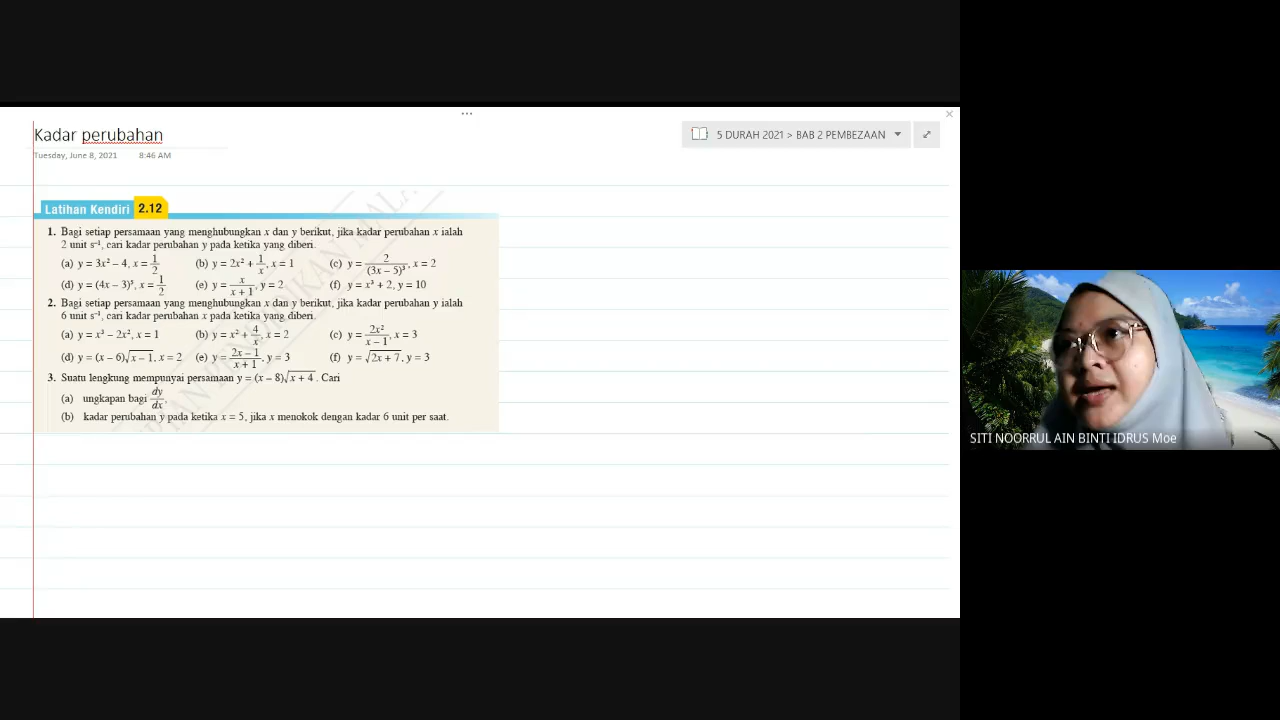 Kadar perubahan
Tuesday, June 8, 2021 8:46 AM
5 DURAH 2021 > BAB 2 PEMBEZAAN
Latihan Kendiri 2.12
1. Bagi setiap persamaan yang menghubungkan x dan y berikut, jika kadar perubahan x ialah
2 unit s⁻¹, cari kadar perubahan y pada ketika yang diberi.
(a) y = 3x² – 4, x = 1/2 (b) y = 2x² + 1/x, x = 1 (c) y = 2/(3x – 5)³, x = 2
(d) y = (4x – 3)⁵, x = 1/2 (e) y = x/(x + 1), y = 2 (f) y = x³ + 2, y = 10
2. Bagi setiap persamaan yang menghubungkan x dan y berikut, jika kadar perubahan y ialah
6 unit s⁻¹, cari kadar perubahan x pada ketika yang diberi.
(a) y = x³ – 2x², x = 1 (b) y = x² + 4/x, x = 2 (c) y = 2x²/(x – 1), x = 3
(d) y = (x – 6)√(x – 1), x = 2 (e) y = (2x – 1)/(x + 1), y = 3 (f) y = √(2x + 7), y = 3
3. Suatu lengkung mempunyai persamaan y = (x – 8)√(x + 4). Cari
(a) ungkapan bagi dy/dx,
(b) kadar perubahan y pada ketika x = 5, jika x menokok dengan kadar 6 unit per saat.
SITI NOORRUL AIN BINTI IDRUS Moe